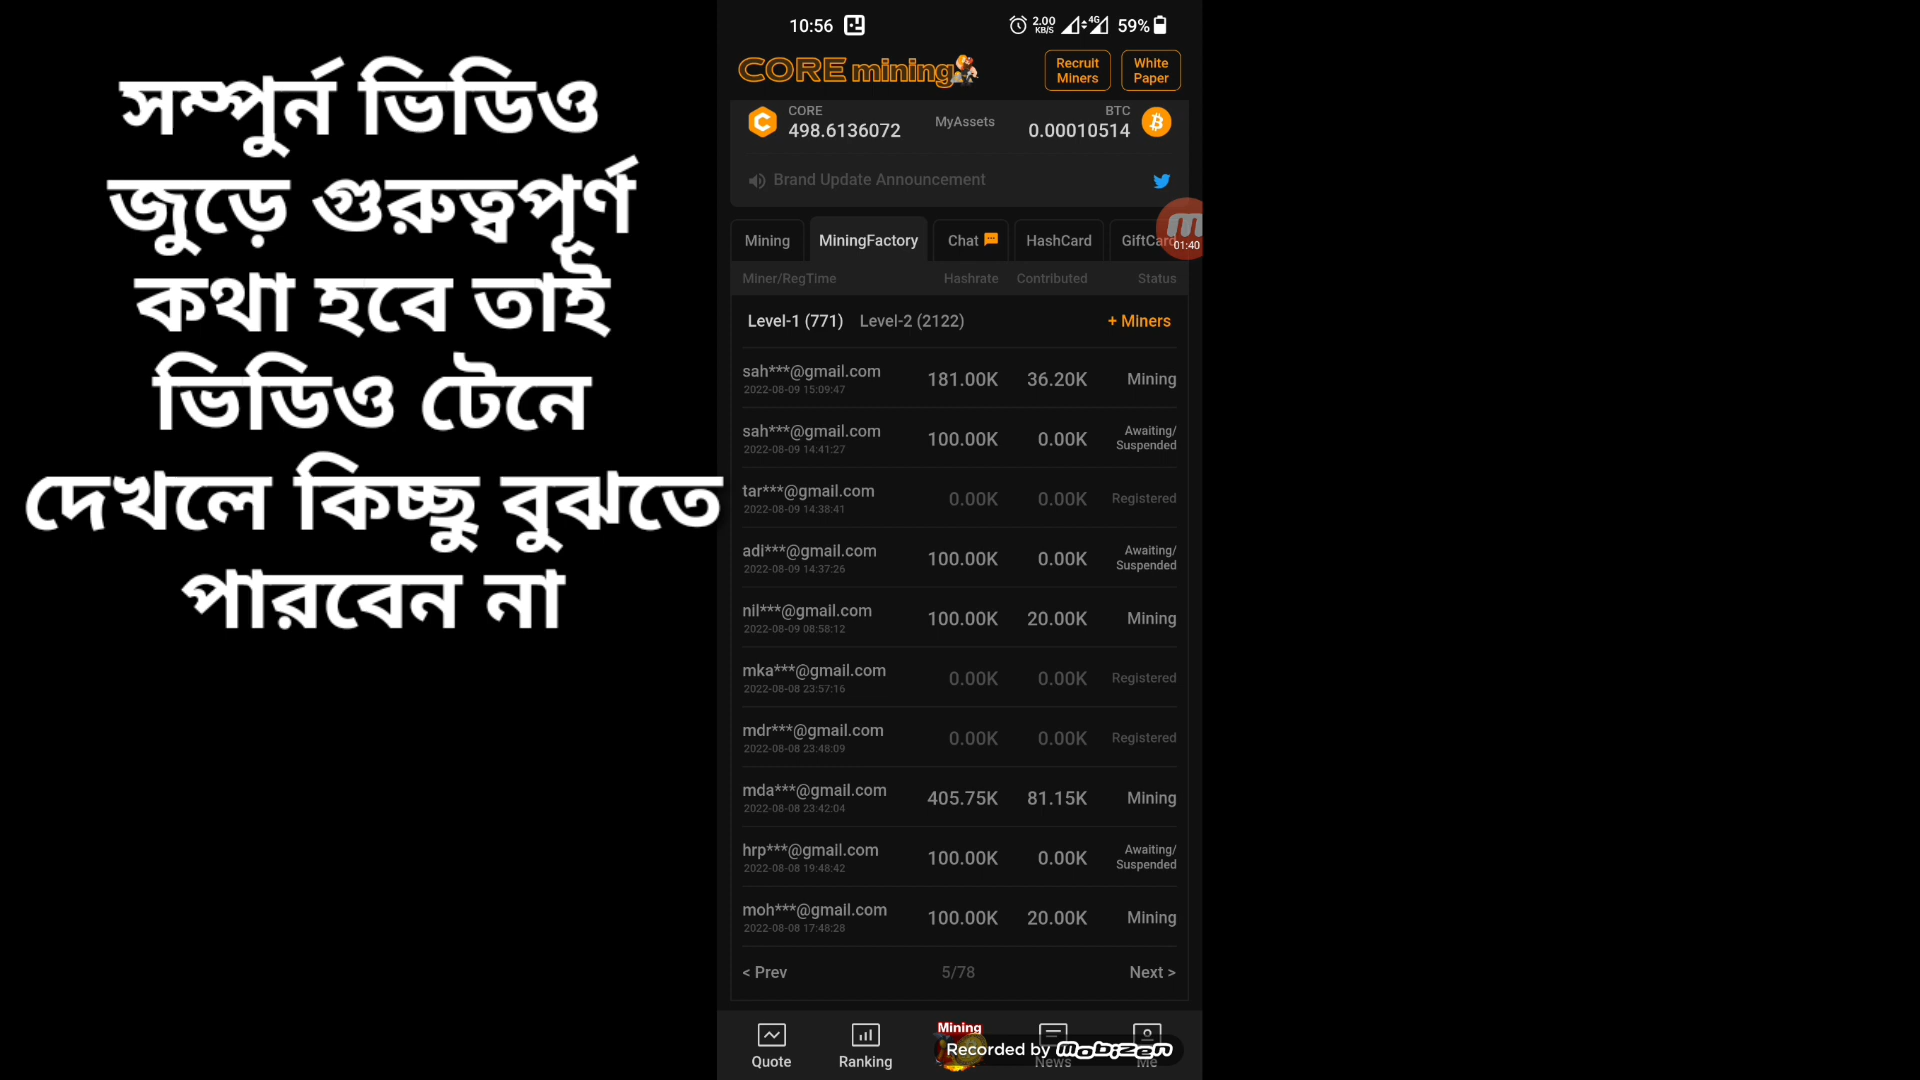 সম্পুর্ন ভিডিও
জুড়ে গুরুত্বপূর্ণ
কথা হবে তাই
ভিডিও টেনে
দেখলে কিচ্ছু বুঝতে
পারবেন না
10:56 2.00 KB/S 4G 59%
CORE mining Recruit Miners White Paper
CORE MyAssets BTC
498.6136072 0.00010514
Brand Update Announcement
01:40
Mining MiningFactory Chat HashCard GiftCard
Miner/RegTime Hashrate Contributed Status
Level-1 (771) Level-2 (2122) + Miners
sah***@gmail.com 181.00K 36.20K Mining
2022-08-09 15:09:47
sah***@gmail.com 100.00K 0.00K Awaiting/ Suspended
2022-08-09 14:41:27
tar***@gmail.com 0.00K 0.00K Registered
2022-08-09 14:38:41
adi***@gmail.com 100.00K 0.00K Awaiting/ Suspended
2022-08-09 14:37:26
nil***@gmail.com 100.00K 20.00K Mining
2022-08-09 08:58:12
mka***@gmail.com 0.00K 0.00K Registered
2022-08-08 23:57:16
mdr***@gmail.com 0.00K 0.00K Registered
2022-08-08 23:48:09
mda***@gmail.com 405.75K 81.15K Mining
2022-08-08 23:42:04
hrp***@gmail.com 100.00K 0.00K Awaiting/ Suspended
2022-08-08 19:48:42
moh***@gmail.com 100.00K 20.00K Mining
2022-08-08 17:48:28
< Prev 5/78 Next >
Mining
Recorded by mobizen
Quote Ranking News Me